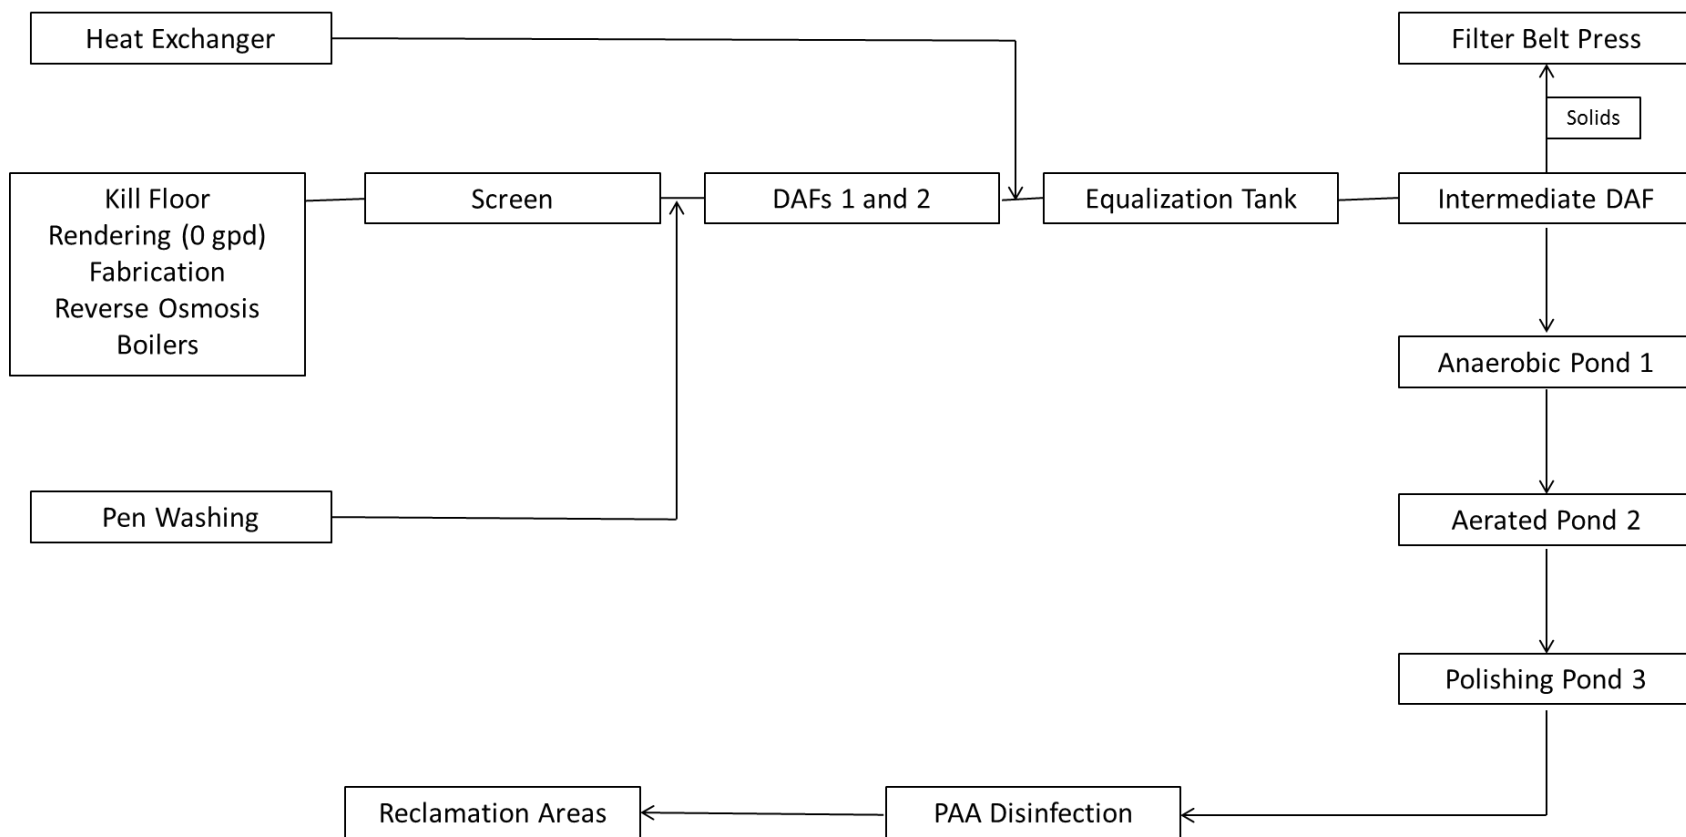 Heat Exchanger
Filter Belt Press
Solids
Kill Floor
Rendering (0 gpd)
Fabrication
Reverse Osmosis
Boilers
Screen
DAFs 1 and 2
Equalization Tank
Intermediate DAF
Anaerobic Pond 1
Pen Washing
Aerated Pond 2
Polishing Pond 3
Reclamation Areas
PAA Disinfection